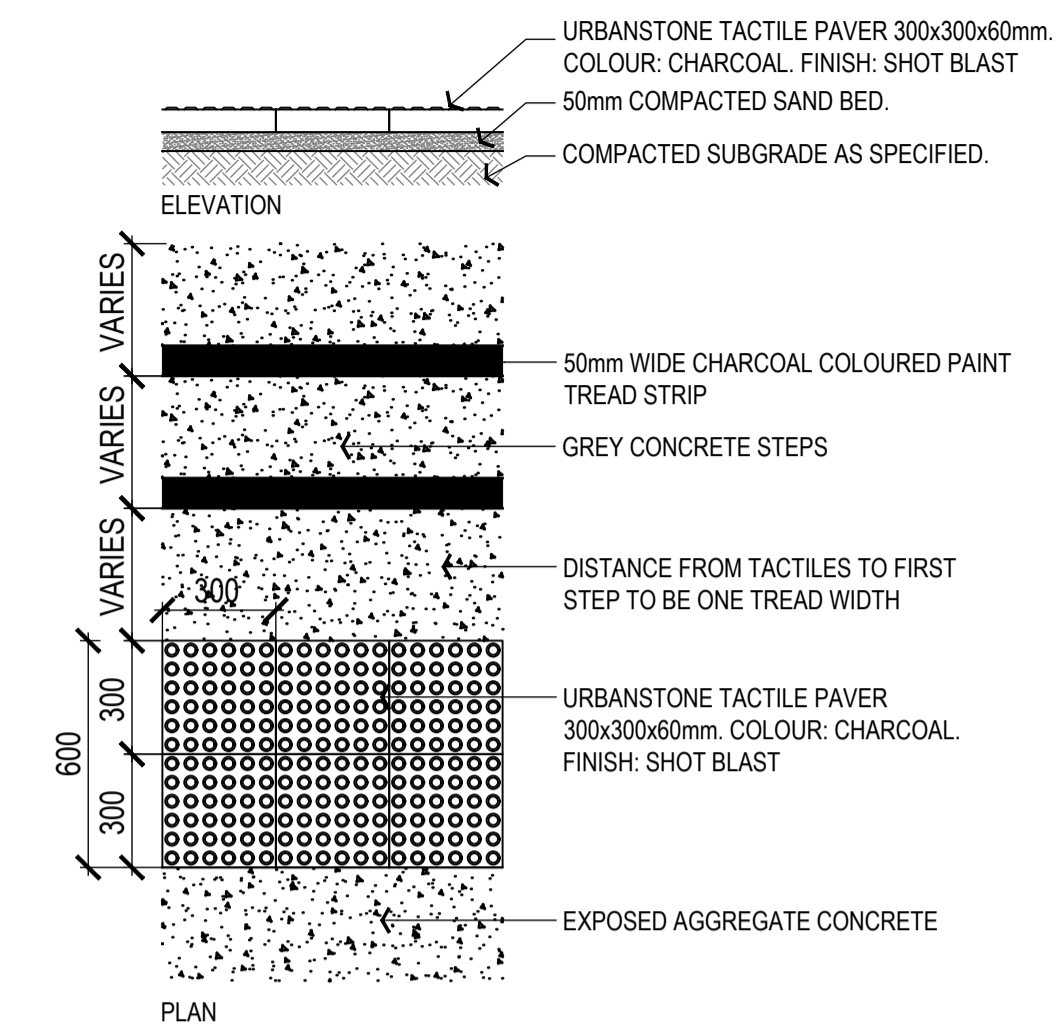 URBANSTONE TACTILE PAVER 300x300x60mm.
COLOUR: CHARCOAL. FINISH: SHOT BLAST
50mm COMPACTED SAND BED.
COMPACTED SUBGRADE AS SPECIFIED.
ELEVATION
VARIES
50mm WIDE CHARCOAL COLOURED PAINT
TREAD STRIP
VARIES
GREY CONCRETE STEPS
VARIES
300
DISTANCE FROM TACTILES TO FIRST
STEP TO BE ONE TREAD WIDTH
600
300
300
URBANSTONE TACTILE PAVER
300x300x60mm. COLOUR: CHARCOAL.
FINISH: SHOT BLAST
EXPOSED AGGREGATE CONCRETE
PLAN